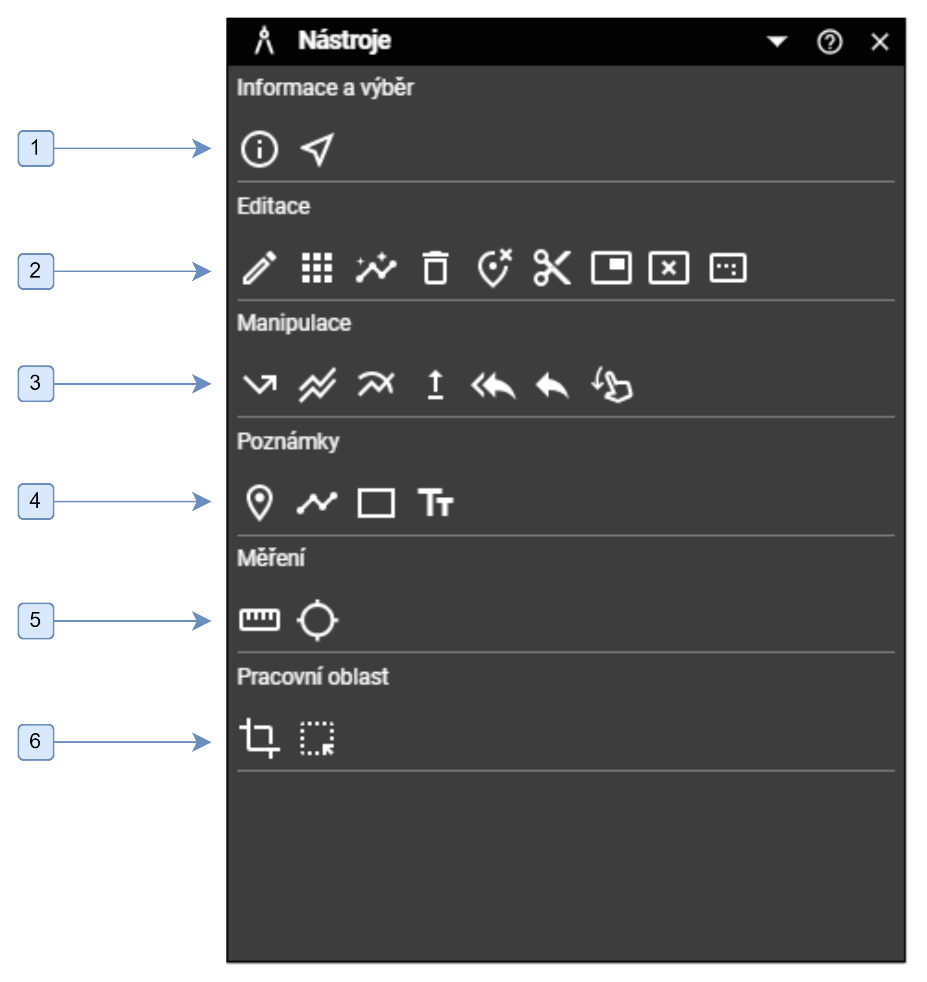 Nástroje
Informace a výběr
1
Editace
2
Manipulace
3
Poznámky
4
Měření
5
Pracovní oblast
6